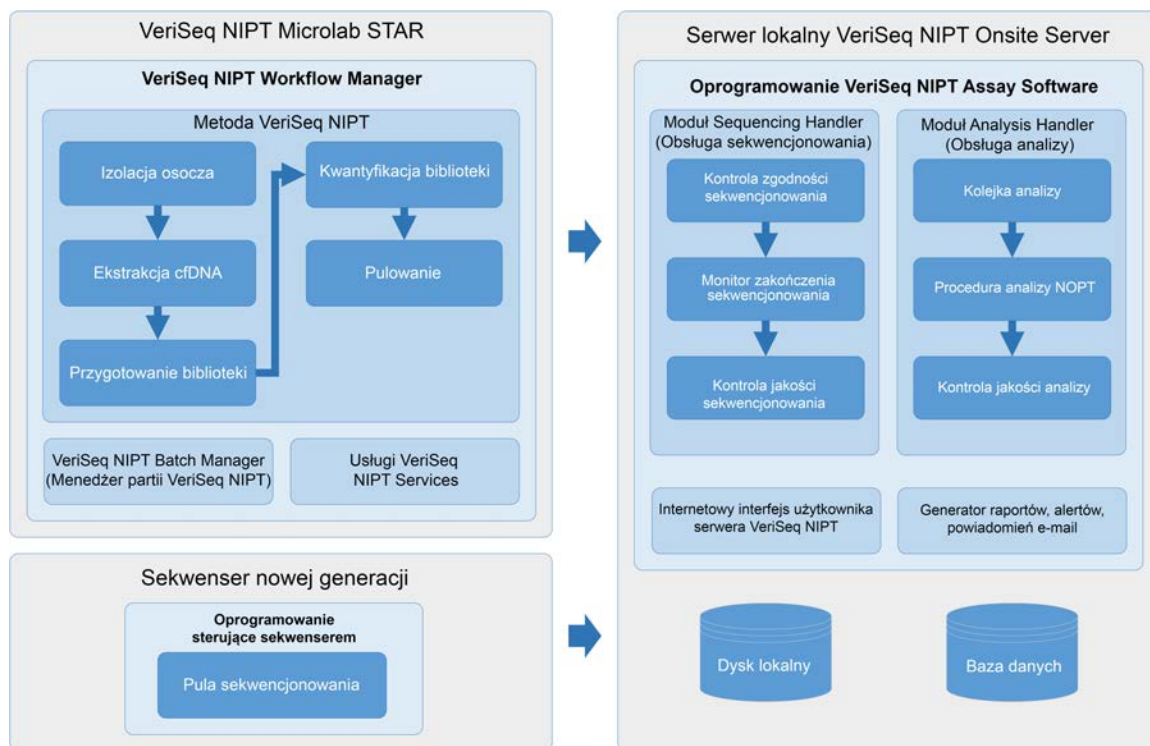 VeriSeq NIPT Microlab STAR
VeriSeq NIPT Workflow Manager
Metoda VeriSeq NIPT
Izolacja osocza
Ekstrakcja cfDNA
Przygotowanie biblioteki
Kwantyfikacja biblioteki
Pulowanie
VeriSeq NIPT Batch Manager
(Menedżer partii VeriSeq NIPT)
Usługi VeriSeq
NIPT Services
Sekwenser nowej generacji
Oprogramowanie
sterujące sekwenserem
Pula sekwencjonowania
Serwer lokalny VeriSeq NIPT Onsite Server
Oprogramowanie VeriSeq NIPT Assay Software
Moduł Sequencing Handler
(Obsługa sekwencjonowania)
Kontrola zgodności
sekwencjonowania
Monitor zakończenia
sekwencjonowania
Kontrola jakości
sekwencjonowania
Moduł Analysis Handler
(Obsługa analizy)
Kolejka analizy
Procedura analizy NOPT
Kontrola jakości analizy
Internetowy interfejs użytkownika
serwera VeriSeq NIPT
Generator raportów, alertów,
powiadomień e-mail
Dysk lokalny
Baza danych